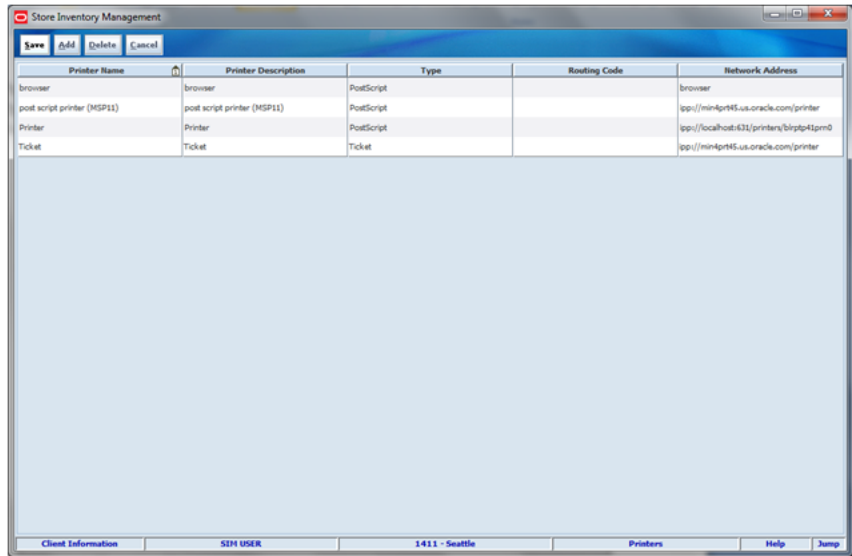 Store Inventory Management
Save Add Delete Cancel
Printer Name Printer Description Type Routing Code Network Address
browser browser PostScript browser
post script printer (MSP11) post script printer (MSP11) PostScript ipp://min4prt45.us.oracle.com/printer
Printer Printer PostScript ipp://localhost:631/printers/blrptp41prn0
Ticket Ticket Ticket ipp://min4prt45.us.oracle.com/printer
Client Information SIM USER 1411 - Seattle Printers Help Jump